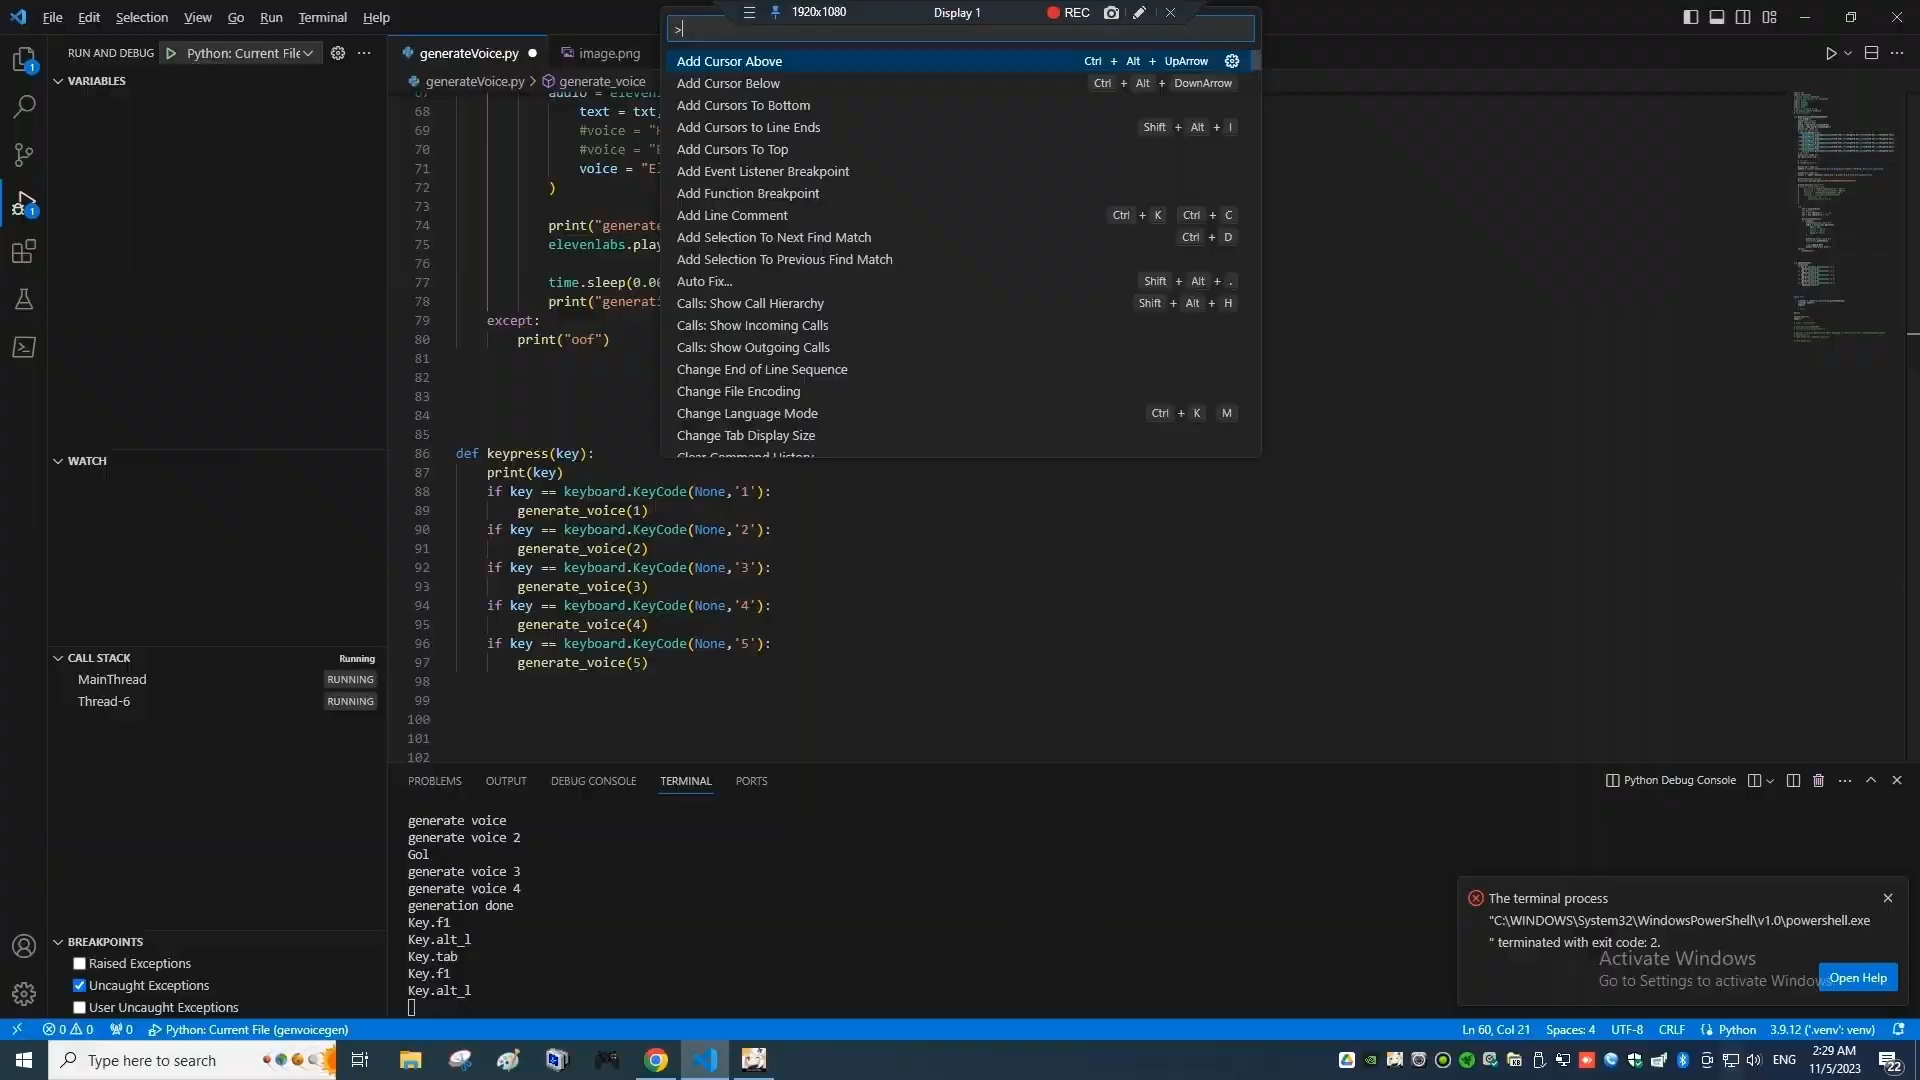 File Edit Selection View Go Run Terminal Help
1920x1080 Display 1 REC
RUN AND DEBUG Python: Current File
generateVoice.py image.png
generateVoice.py > generate_voice
>
Add Cursor Above Ctrl + Alt + UpArrow
Add Cursor Below Ctrl + Alt + DownArrow
Add Cursors To Bottom
Add Cursors to Line Ends Shift + Alt + I
Add Cursors To Top
Add Event Listener Breakpoint
Add Function Breakpoint
Add Line Comment Ctrl + K Ctrl + C
Add Selection To Next Find Match Ctrl + D
Add Selection To Previous Find Match
Auto Fix... Shift + Alt + .
Calls: Show Call Hierarchy Shift + Alt + H
Calls: Show Incoming Calls
Calls: Show Outgoing Calls
Change End of Line Sequence
Change File Encoding
Change Language Mode Ctrl + K M
Change Tab Display Size
Clear Command History
VARIABLES
WATCH
CALL STACK Running
MainThread RUNNING
Thread-6 RUNNING
BREAKPOINTS
Raised Exceptions
Uncaught Exceptions
User Uncaught Exceptions
68 text = txt,
69 #voice = "
70 #voice = "
71 voice = "El
72 )
73
74 print("generate
75 elevenlabs.play
76
77 time.sleep(0.00
78 print("generati
79 except:
80 print("oof")
81
82
83
84
85
86 def keypress(key):
87 print(key)
88 if key == keyboard.KeyCode(None,'1'):
89 generate_voice(1)
90 if key == keyboard.KeyCode(None,'2'):
91 generate_voice(2)
92 if key == keyboard.KeyCode(None,'3'):
93 generate_voice(3)
94 if key == keyboard.KeyCode(None,'4'):
95 generate_voice(4)
96 if key == keyboard.KeyCode(None,'5'):
97 generate_voice(5)
98
99
100
101
102
PROBLEMS OUTPUT DEBUG CONSOLE TERMINAL PORTS
Python Debug Console
generate voice
generate voice 2
Gol
generate voice 3
generate voice 4
generation done
Key.f1
Key.alt_l
Key.tab
Key.f1
Key.alt_l
The terminal process
"C:\WINDOWS\System32\WindowsPowerShell\v1.0\powershell.exe
" terminated with exit code: 2.
Open Help
Activate Windows
Go to Settings to activate Windows.
0 0 0 Python: Current File (genvoicegen)
Ln 60, Col 21 Spaces: 4 UTF-8 CRLF Python 3.9.12 ('.venv': venv)
Type here to search
ENG 2:29 AM
11/5/2023
22